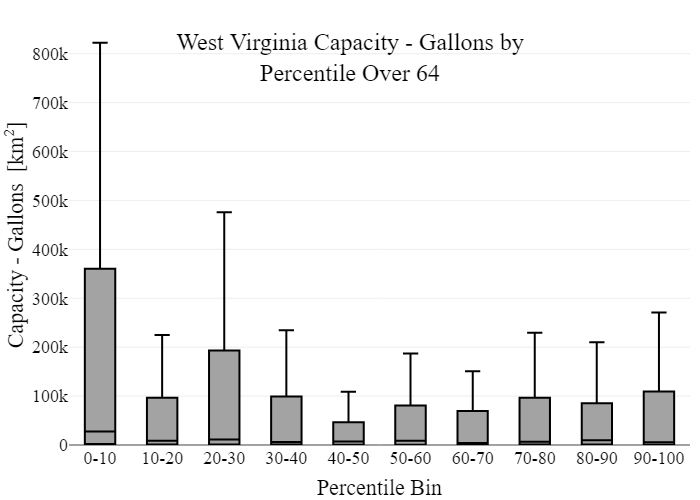 West Virginia Capacity - Gallons by
Percentile Over 64
Capacity - Gallons [km²]
800k
700k
600k
500k
400k
300k
200k
100k
0
0-10 10-20 20-30 30-40 40-50 50-60 60-70 70-80 80-90 90-100
Percentile Bin